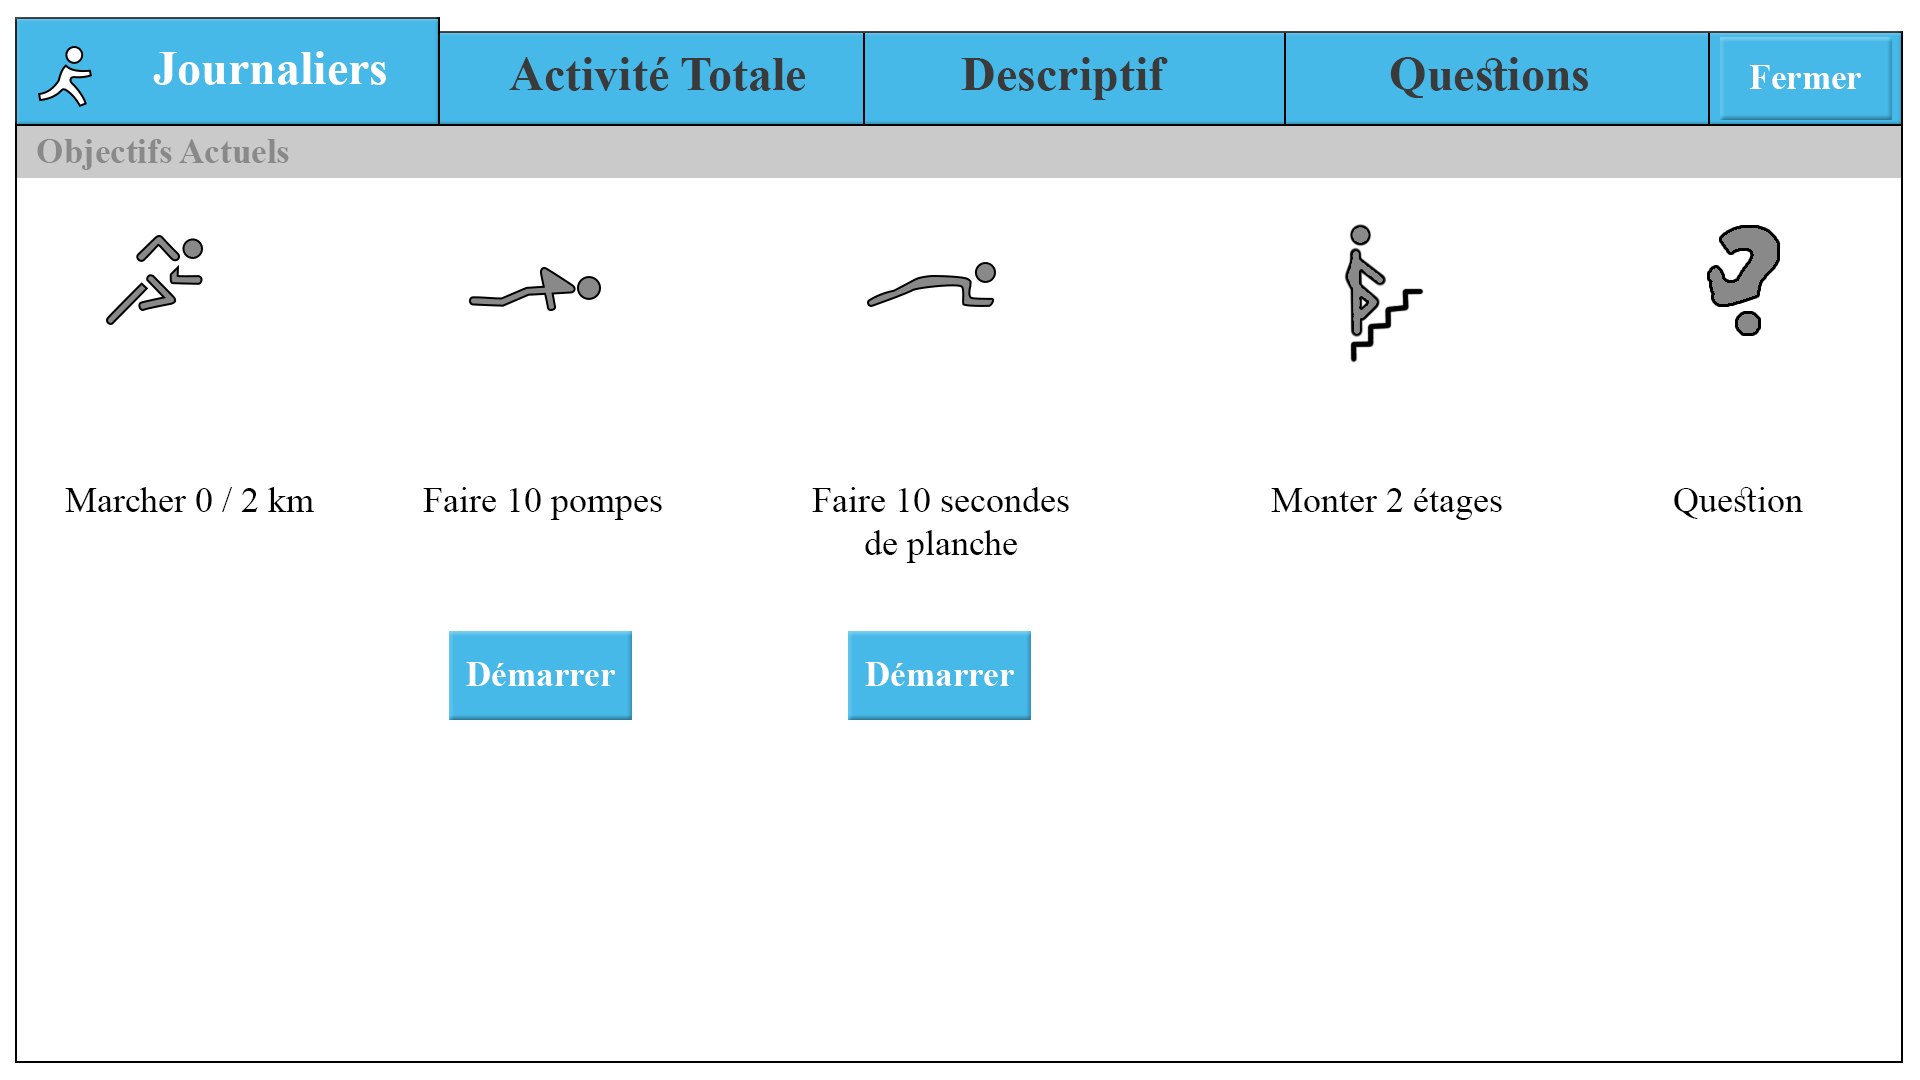 Journaliers
Activité Totale
Descriptif
Questions
Fermer
Objectifs Actuels
Marcher 0 / 2 km
Faire 10 pompes
Faire 10 secondes
de planche
Monter 2 étages
Question
Démarrer
Démarrer